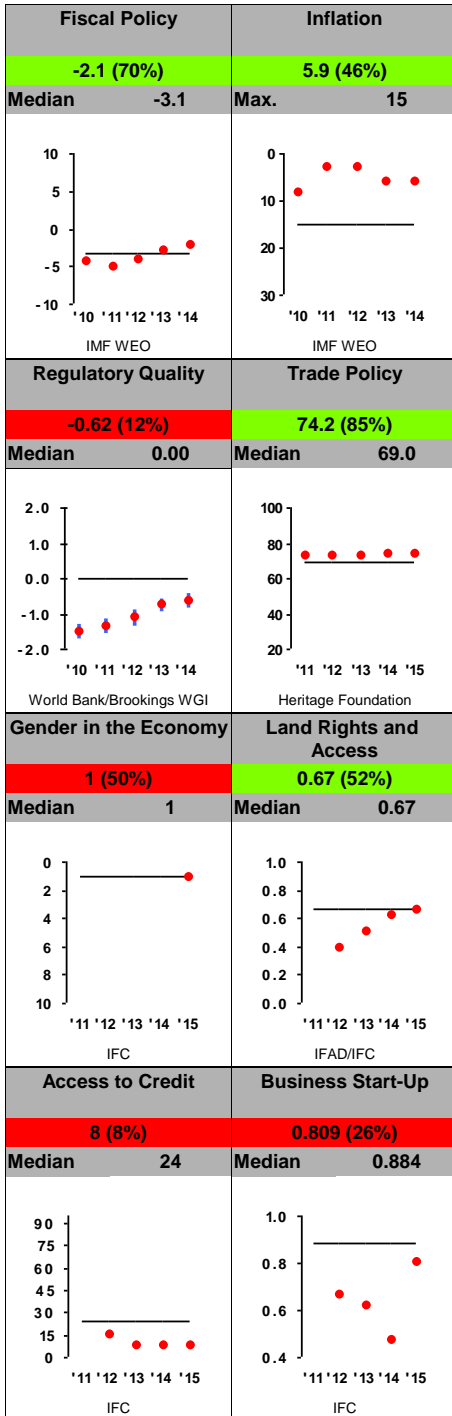 Fiscal Policy
-2.1 (70%)
Median -3.1
10
5
0
-5
-10
'10 '11 '12 '13 '14
IMF WEO
Inflation
5.9 (46%)
Max. 15
0
10
20
30
'10 '11 '12 '13 '14
IMF WEO
Regulatory Quality
-0.62 (12%)
Median 0.00
2.0
1.0
0.0
-1.0
-2.0
'10 '11 '12 '13 '14
World Bank/Brookings WGI
Trade Policy
74.2 (85%)
Median 69.0
100
80
60
40
20
'11 '12 '13 '14 '15
Heritage Foundation
Gender in the Economy
1 (50%)
Median 1
0
2
4
6
8
10
'11 '12 '13 '14 '15
IFC
Land Rights and
Access
0.67 (52%)
Median 0.67
1.0
0.8
0.6
0.4
0.2
0.0
'11 '12 '13 '14 '15
IFAD/IFC
Access to Credit
8 (8%)
Median 24
90
75
60
45
30
15
0
'11 '12 '13 '14 '15
IFC
Business Start-Up
0.809 (26%)
Median 0.884
1.0
0.8
0.6
0.4
'11 '12 '13 '14 '15
IFC